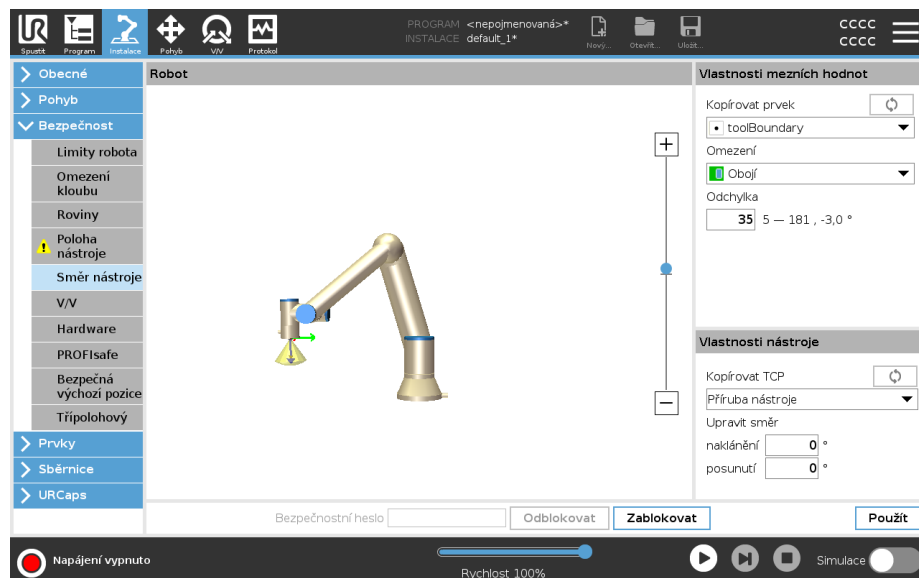 PROGRAM <nepojmenovaná>*
INSTALACE default_1*
Spustit Program Instalace Pohyb V/V Protokol
Nový... Otevřít... Uložit...
CCCC
CCCC
Obecné
Pohyb
Bezpečnost
Limity robota
Omezení
kloubu
Roviny
Poloha
nástroje
Směr nástroje
V/V
Hardware
PROFIsafe
Bezpečná
výchozí pozice
Třípolohový
Prvky
Sběrnice
URCaps
Robot
Vlastnosti mezních hodnot
Kopírovat prvek
toolBoundary
Omezení
Obojí
Odchylka
35 5 — 181 , -3,0 °
Vlastnosti nástroje
Kopírovat TCP
Příruba nástroje
Upravit směr
naklánění 0 °
posunutí 0 °
Bezpečnostní heslo Odblokovat Zablokovat Použít
Napájení vypnuto
Rychlost 100%
Simulace